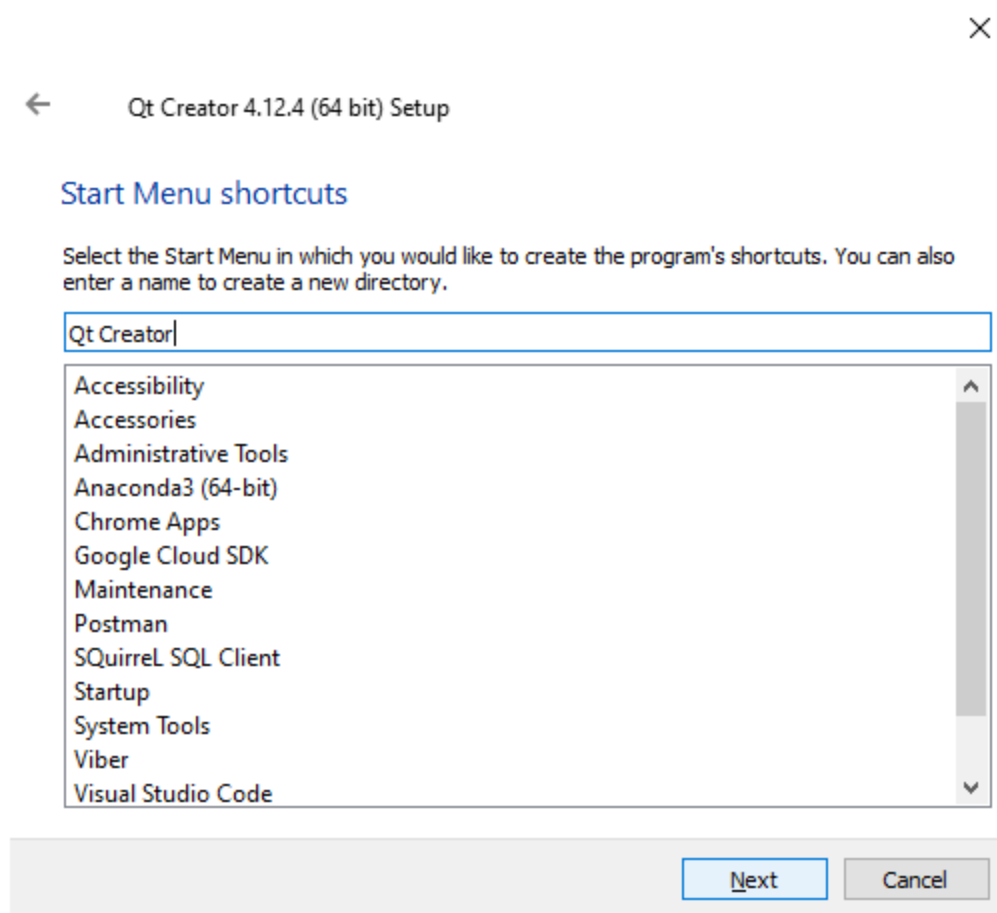 Qt Creator 4.12.4 (64 bit) Setup
Start Menu shortcuts
Select the Start Menu in which you would like to create the program's shortcuts. You can also
enter a name to create a new directory.
Qt Creator
Accessibility
Accessories
Administrative Tools
Anaconda3 (64-bit)
Chrome Apps
Google Cloud SDK
Maintenance
Postman
SQuirreL SQL Client
Startup
System Tools
Viber
Visual Studio Code
Next
Cancel